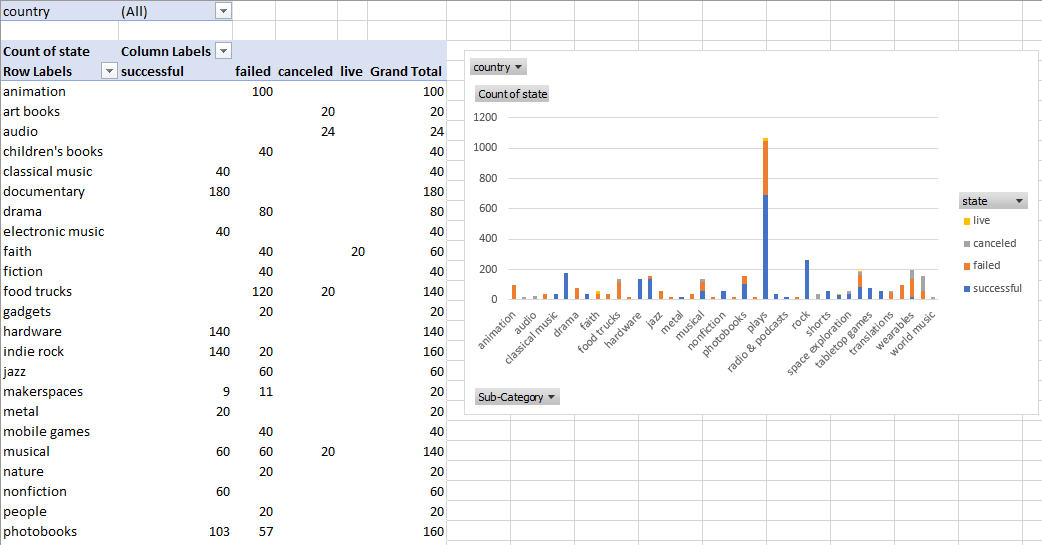 country (All)
Count of state Column Labels
Row Labels successful failed canceled live Grand Total
animation 100 100
art books 20 20
audio 24 24
children's books 40 40
classical music 40 40
documentary 180 180
drama 80 80
electronic music 40 40
faith 40 20 60
fiction 40 40
food trucks 120 20 140
gadgets 20 20
hardware 140 140
indie rock 140 20 160
jazz 60 60
makerspaces 9 11 20
metal 20 20
mobile games 40 40
musical 60 60 20 140
nature 20 20
nonfiction 60 60
people 20 20
photobooks 103 57 160
country
Count of state
1200
1000
800
600
400
200
0
animation
audio
classical music
drama
faith
food trucks
hardware
jazz
metal
musical
nonfiction
photobooks
plays
radio & podcasts
rock
shorts
space exploration
tabletop games
translations
wearables
world music
state
live
canceled
failed
successful
Sub-Category